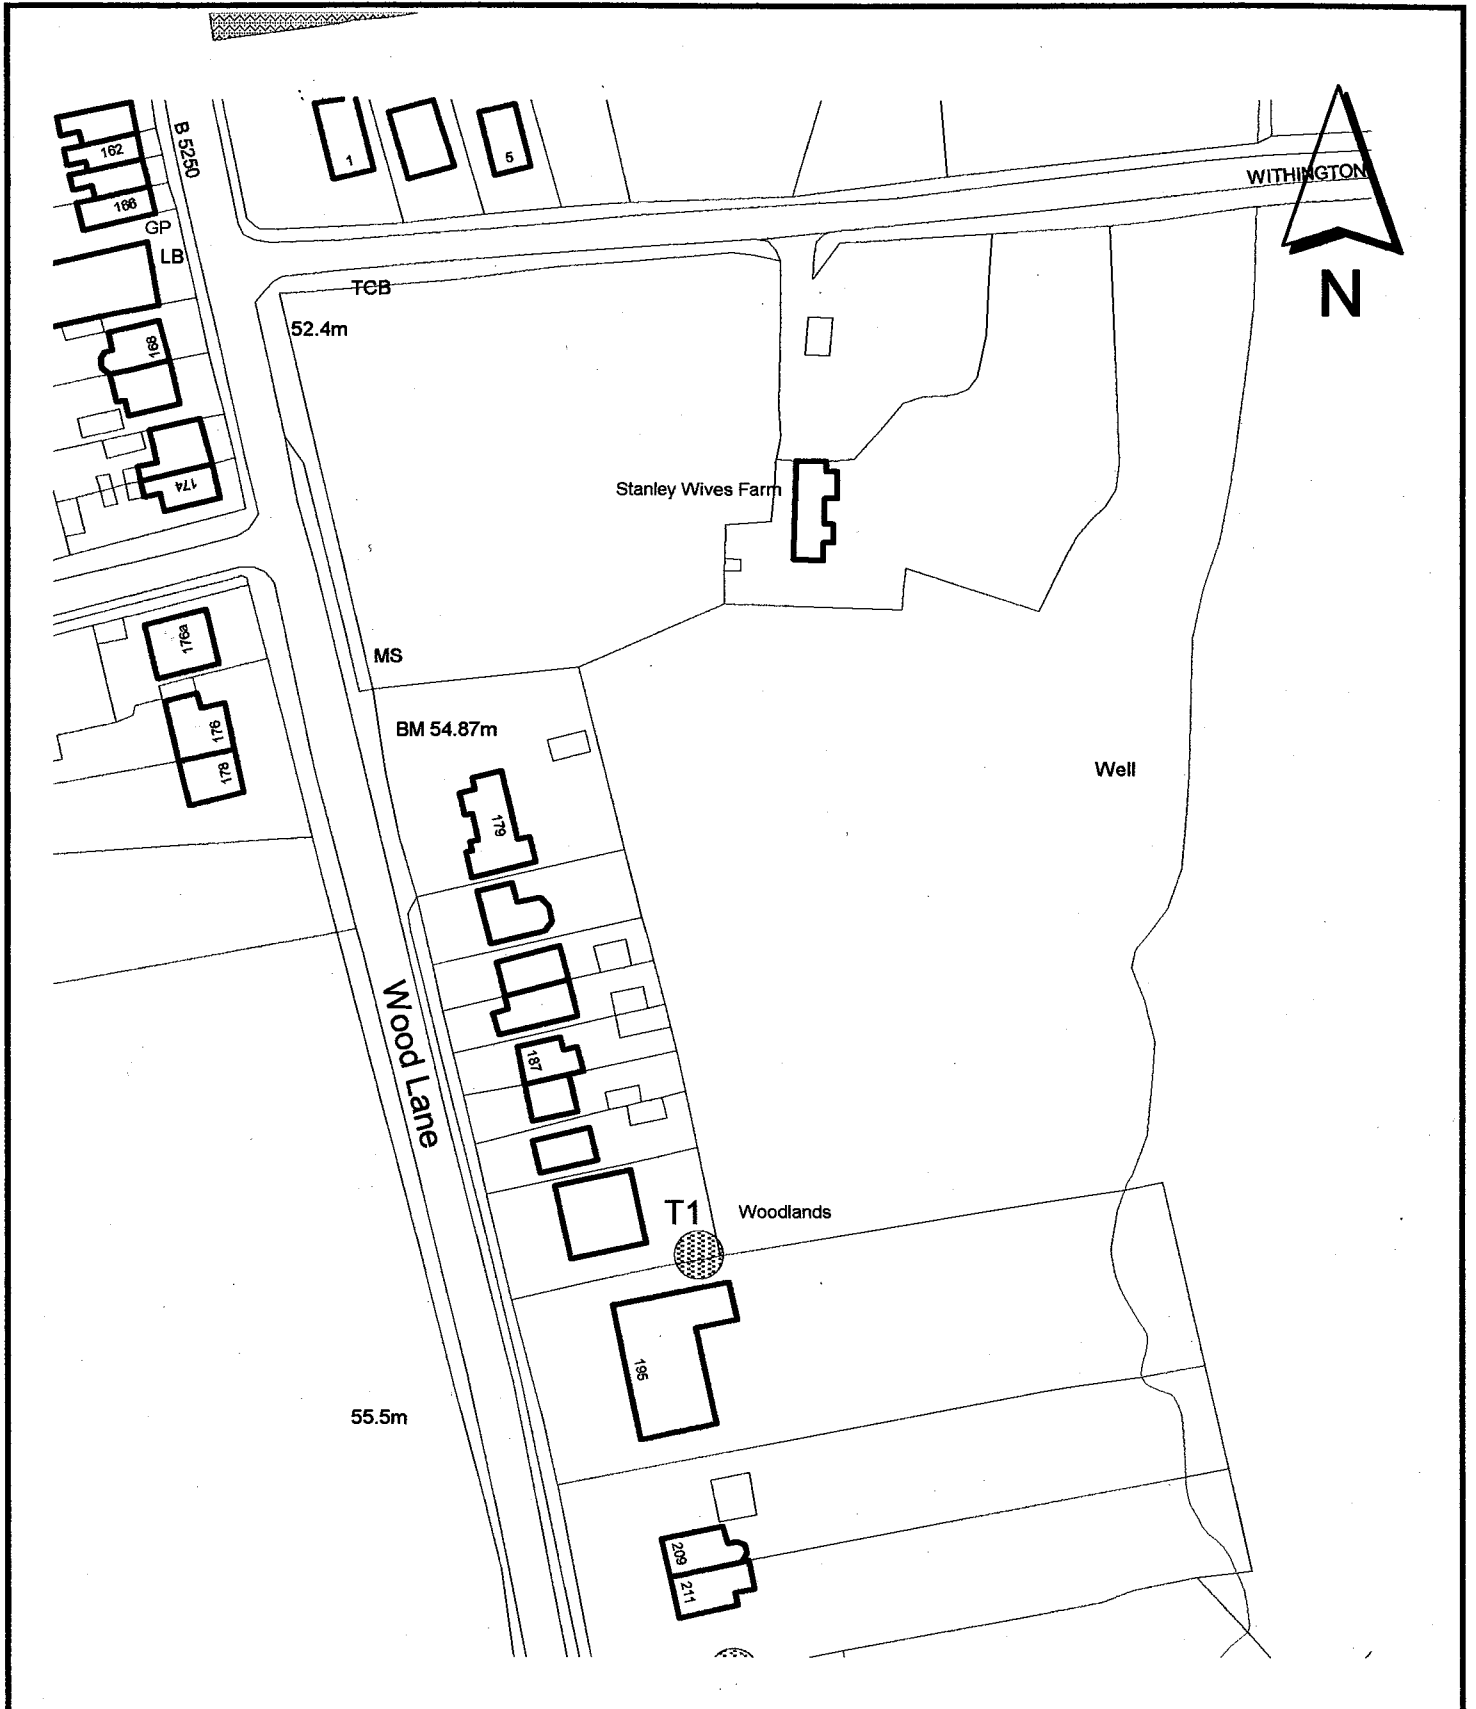 B 5250
162
166
GP
LB
1
5
WITHINGTON
N
TCB
52.4m
168
174
Stanley Wives Farm
176a
MS
176
178
BM 54.87m
179
Well
Wood Lane
187
T1
Woodlands
195
55.5m
209
211